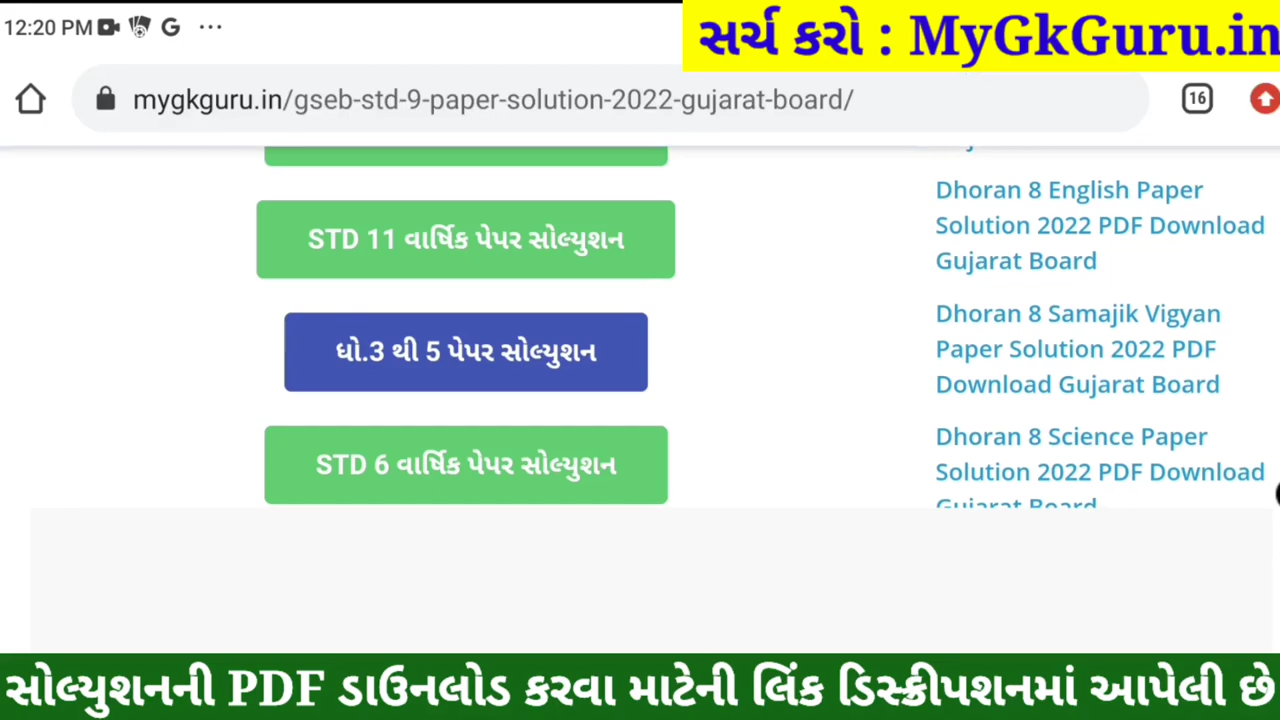 12:20 PM
સર્ચ કરો : MyGkGuru.in
mygkguru.in/gseb-std-9-paper-solution-2022-gujarat-board/
16
STD 11 વાર્ષિક પેપર સોલ્યુશન
ધો.3 થી 5 પેપર સોલ્યુશન
STD 6 વાર્ષિક પેપર સોલ્યુશન
Dhoran 8 English Paper
Solution 2022 PDF Download
Gujarat Board
Dhoran 8 Samajik Vigyan
Paper Solution 2022 PDF
Download Gujarat Board
Dhoran 8 Science Paper
Solution 2022 PDF Download
Gujarat Board
સોલ્યુશનની PDF ડાઉનલોડ કરવા માટેની લિંક ડિસ્ક્રીપશનમાં આપેલી છે